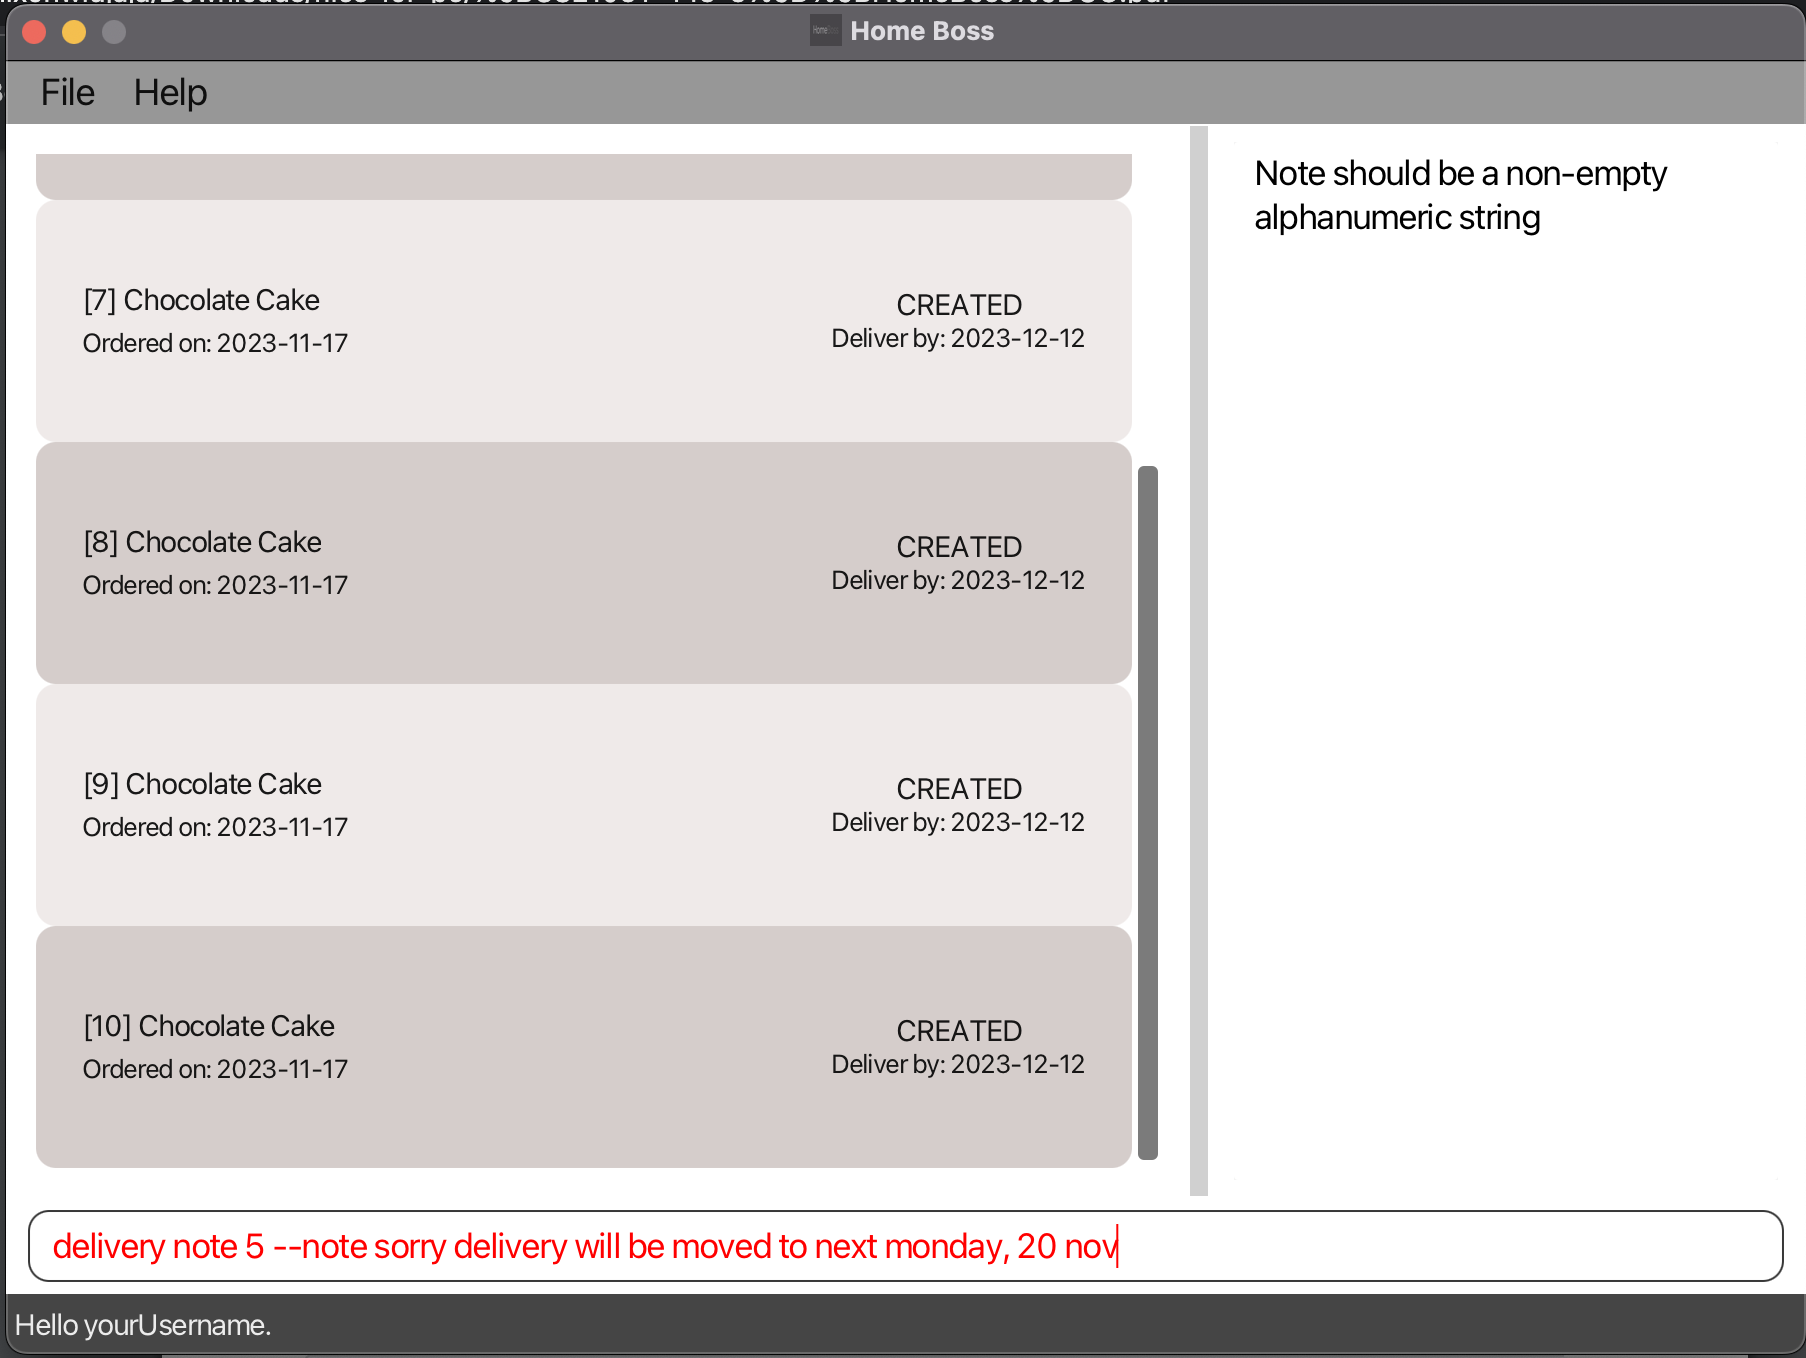 Home Boss
File Help
[7] Chocolate Cake
Ordered on: 2023-11-17
CREATED
Deliver by: 2023-12-12
[8] Chocolate Cake
Ordered on: 2023-11-17
CREATED
Deliver by: 2023-12-12
[9] Chocolate Cake
Ordered on: 2023-11-17
CREATED
Deliver by: 2023-12-12
[10] Chocolate Cake
Ordered on: 2023-11-17
CREATED
Deliver by: 2023-12-12
Note should be a non-empty
alphanumeric string
delivery note 5 --note sorry delivery will be moved to next monday, 20 nov
Hello yourUsername.